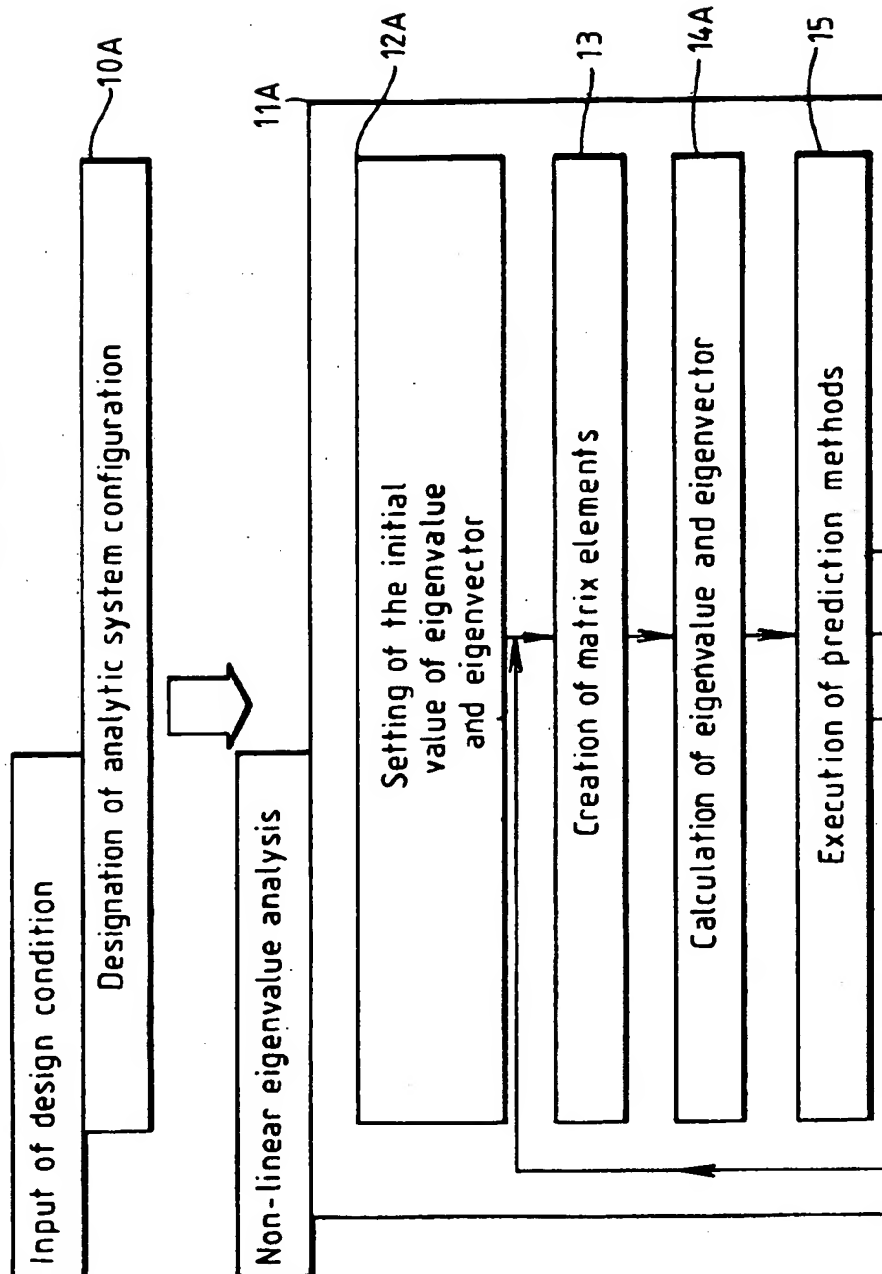 Input of design condition
Designation of analytic system configuration
10A
Non-linear eigenvalue analysis
11A
Setting of the initial
value of eigenvalue
and eigenvector
12A
Creation of matrix elements
13
Calculation of eigenvalue and eigenvector
14A
Execution of prediction methods
15